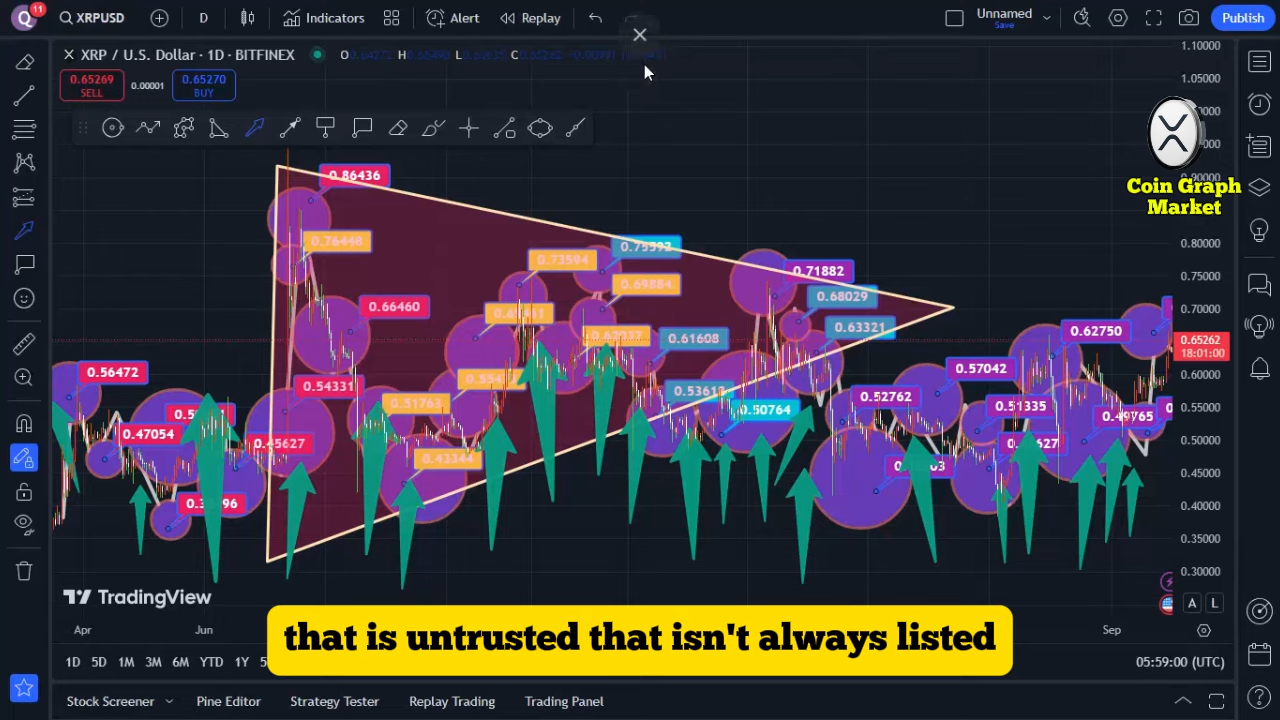 Q
11
XRPUSD
D
Indicators
Alert
Replay
Unnamed
Save
Publish
XRP / U.S. Dollar · 1D · BITFINEX
0.65269
SELL
0.00001
0.65270
BUY
Coin Graph
Market
1.10000
1.05000
0.80000
0.75000
0.70000
0.65262
18:01:00
0.60000
0.55000
0.50000
0.45000
0.40000
0.35000
0.30000
0.86436
0.76448
0.66460
0.54331
0.45627
0.56472
0.47054
0.51763
0.43344
0.73594
0.75592
0.69884
0.61608
0.50764
0.71882
0.68029
0.63321
0.52762
0.57042
0.51335
0.62750
0.49765
TradingView
A
L
Apr
Jun
Sep
that is untrusted that isn't always listed
1D
5D
1M
3M
6M
YTD
1Y
05:59:00 (UTC)
Stock Screener
Pine Editor
Strategy Tester
Replay Trading
Trading Panel